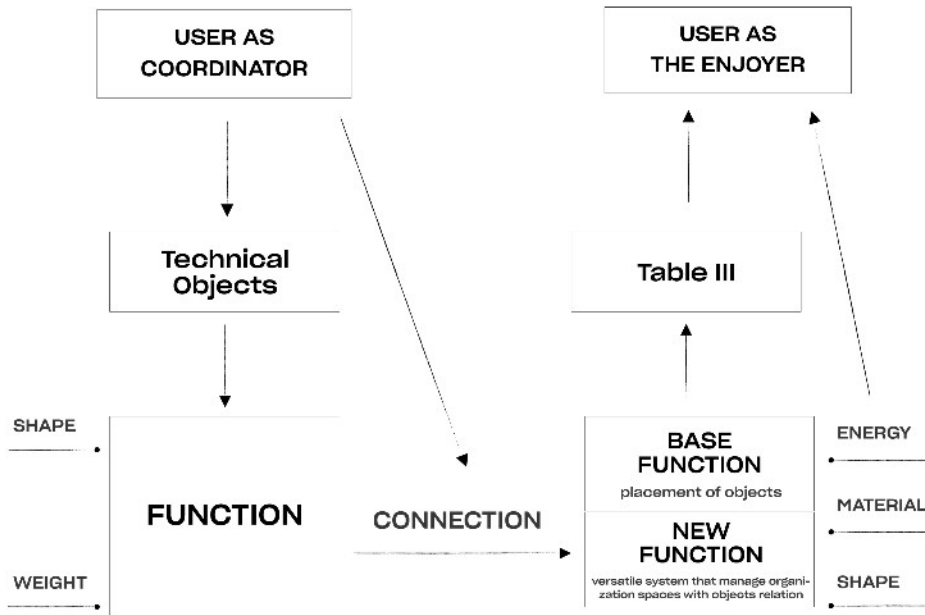 USER AS
COORDINATOR
USER AS
THE ENJOYER
Technical
Objects
Table III
SHAPE
WEIGHT
FUNCTION
CONNECTION
BASE
FUNCTION
placement of objects
NEW
FUNCTION
versatile system that manage organi-
zation spaces with objects relation
ENERGY
MATERIAL
SHAPE